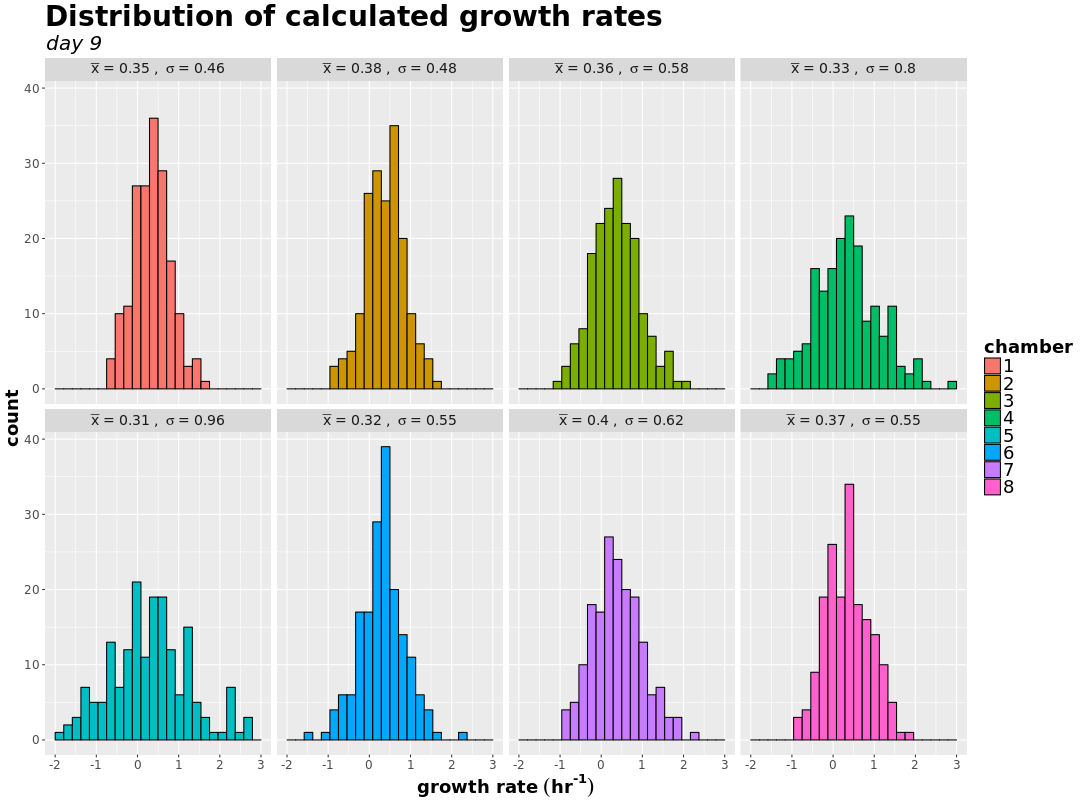 Distribution of calculated growth rates
day 9
x̅ = 0.35 , σ = 0.46
x̅ = 0.38 , σ = 0.48
x̅ = 0.36 , σ = 0.58
x̅ = 0.33 , σ = 0.8
40
30
20
10
0
x̅ = 0.31 , σ = 0.96
x̅ = 0.32 , σ = 0.55
x̅ = 0.4 , σ = 0.62
x̅ = 0.37 , σ = 0.55
40
30
20
10
0
-2 -1 0 1 2 3
-2 -1 0 1 2 3
-2 -1 0 1 2 3
-2 -1 0 1 2 3
growth rate (hr⁻¹)
count
chamber
1
2
3
4
5
6
7
8